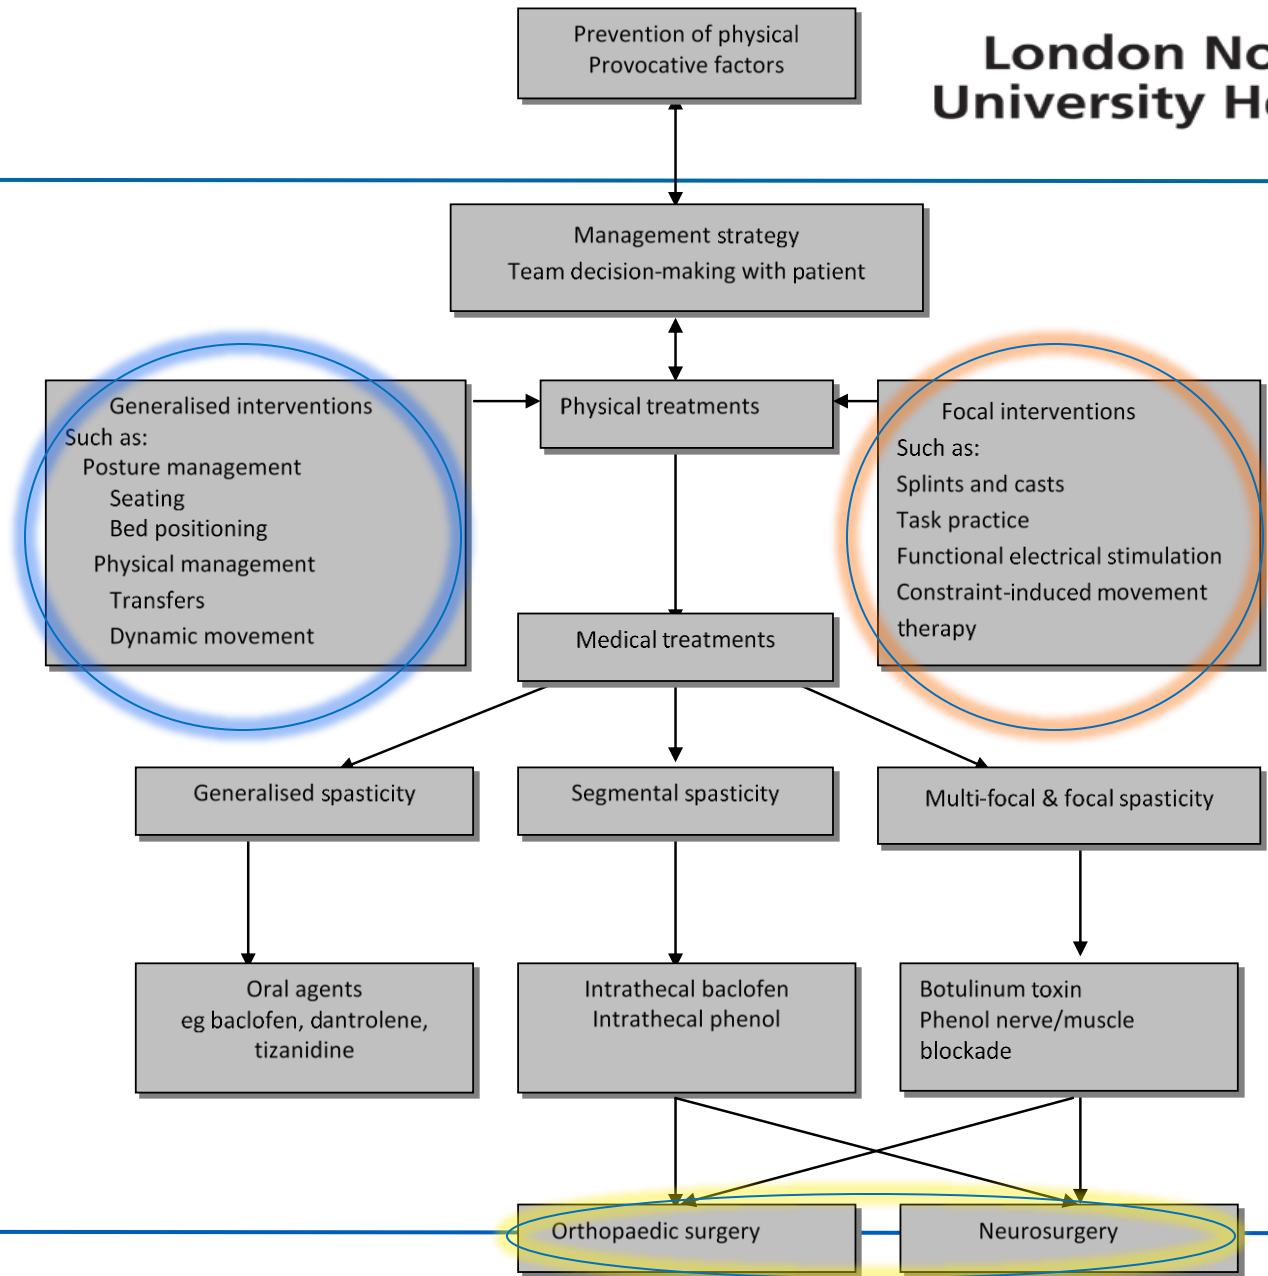 Prevention of physical
Provocative factors
London No
University H
Management strategy
Team decision-making with patient
Generalised interventions
Such as:
Posture management
Seating
Bed positioning
Physical management
Transfers
Dynamic movement
Physical treatments
Focal interventions
Such as:
Splints and casts
Task practice
Functional electrical stimulation
Constraint-induced movement
therapy
Medical treatments
Generalised spasticity
Segmental spasticity
Multi-focal & focal spasticity
Oral agents
eg baclofen, dantrolene,
tizanidine
Intrathecal baclofen
Intrathecal phenol
Botulinum toxin
Phenol nerve/muscle
blockade
Orthopaedic surgery
Neurosurgery